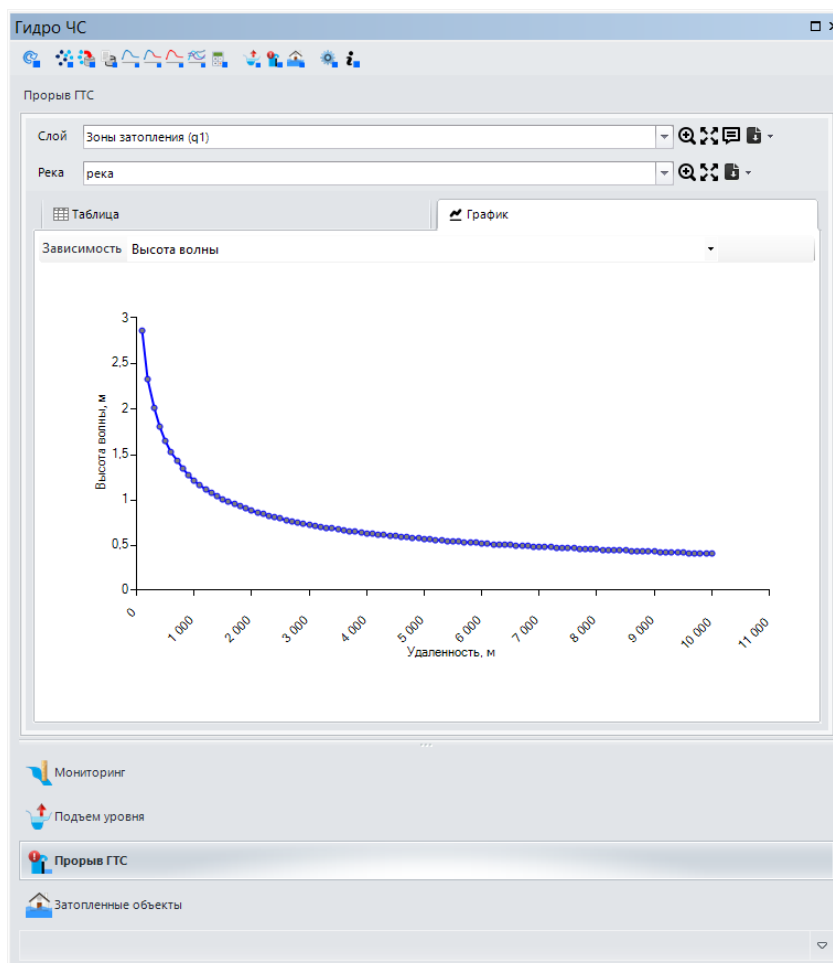 Гидро ЧС
Прорыв ГТС
Слой Зоны затопления (q1)
Река река
Таблица График
Зависимость Высота волны
3
2,5
2
1,5
1
0,5
0
Высота волны, м
0 1 000 2 000 3 000 4 000 5 000 6 000 7 000 8 000 9 000 10 000 11 000
Удаленность, м
Мониторинг
Подъем уровня
Прорыв ГТС
Затопленные объекты